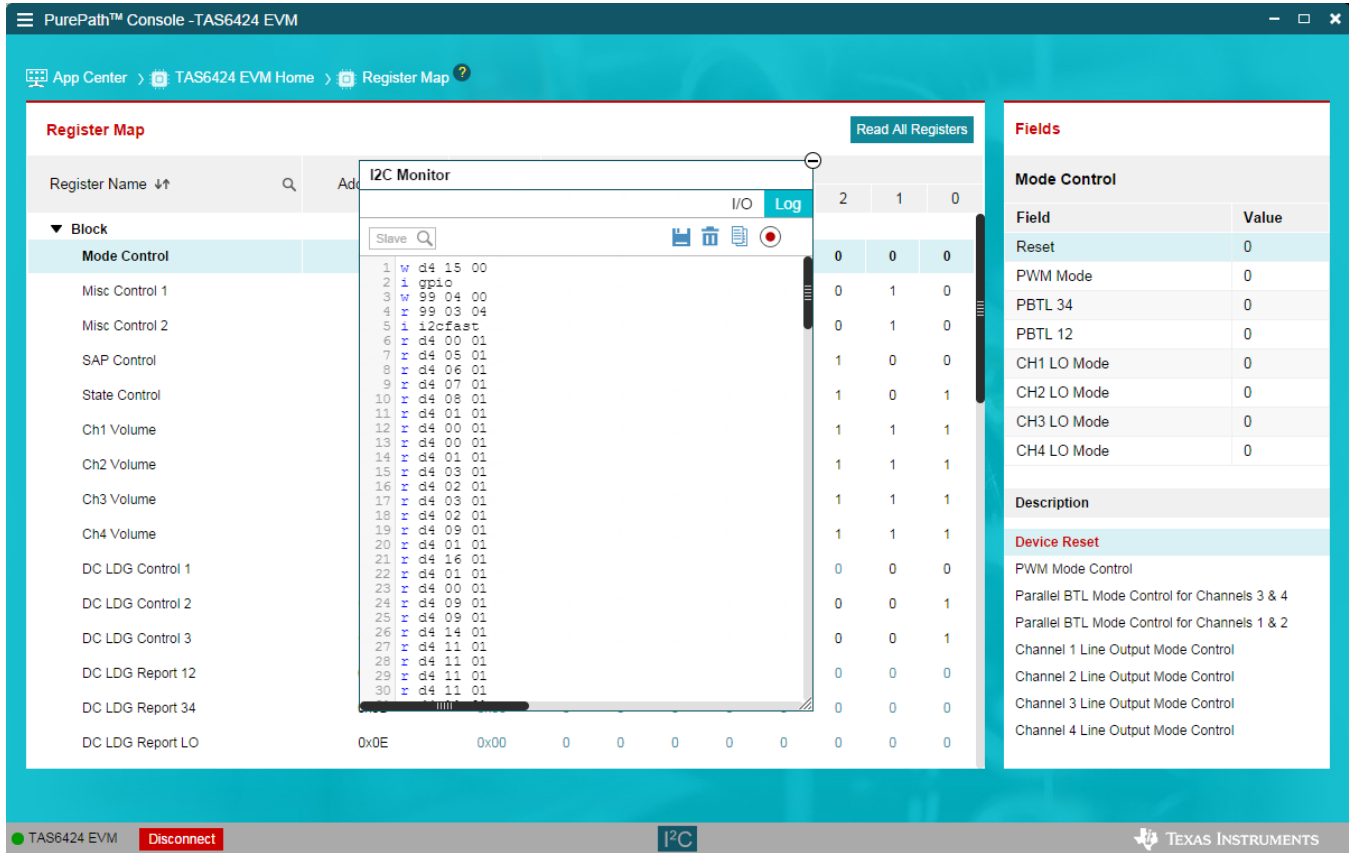 PurePath™ Console -TAS6424 EVM
App Center > TAS6424 EVM Home > Register Map ?
Register Map
Read All Registers
Register Name
2 1 0
Block
Mode Control 0 0 0
Misc Control 1 0 1 0
Misc Control 2 0 1 0
SAP Control 1 0 0
State Control 1 0 1
Ch1 Volume 1 1 1
Ch2 Volume 1 1 1
Ch3 Volume 1 1 1
Ch4 Volume 1 1 1
DC LDG Control 1 0 0 0
DC LDG Control 2 0 0 1
DC LDG Control 3 0 0 1
DC LDG Report 12 0 0 0
DC LDG Report 34 0 0 0
DC LDG Report LO 0x0E 0x00 0 0 0 0 0 0 0 0
I2C Monitor
I/O Log
Slave
1 w d4 15 00
2 i gpio
3 w 99 04 00
4 r 99 03 04
5 i i2cfast
6 r d4 00 01
7 r d4 05 01
8 r d4 06 01
9 r d4 07 01
10 r d4 08 01
11 r d4 01 01
12 r d4 00 01
13 r d4 00 01
14 r d4 01 01
15 r d4 03 01
16 r d4 02 01
17 r d4 03 01
18 r d4 02 01
19 r d4 09 01
20 r d4 01 01
21 r d4 16 01
22 r d4 01 01
23 r d4 00 01
24 r d4 09 01
25 r d4 09 01
26 r d4 14 01
27 r d4 11 01
28 r d4 11 01
29 r d4 11 01
30 r d4 11 01
Fields
Mode Control
Field Value
Reset 0
PWM Mode 0
PBTL 34 0
PBTL 12 0
CH1 LO Mode 0
CH2 LO Mode 0
CH3 LO Mode 0
CH4 LO Mode 0
Description
Device Reset
PWM Mode Control
Parallel BTL Mode Control for Channels 3 & 4
Parallel BTL Mode Control for Channels 1 & 2
Channel 1 Line Output Mode Control
Channel 2 Line Output Mode Control
Channel 3 Line Output Mode Control
Channel 4 Line Output Mode Control
TAS6424 EVM Disconnect
I²C
TEXAS INSTRUMENTS